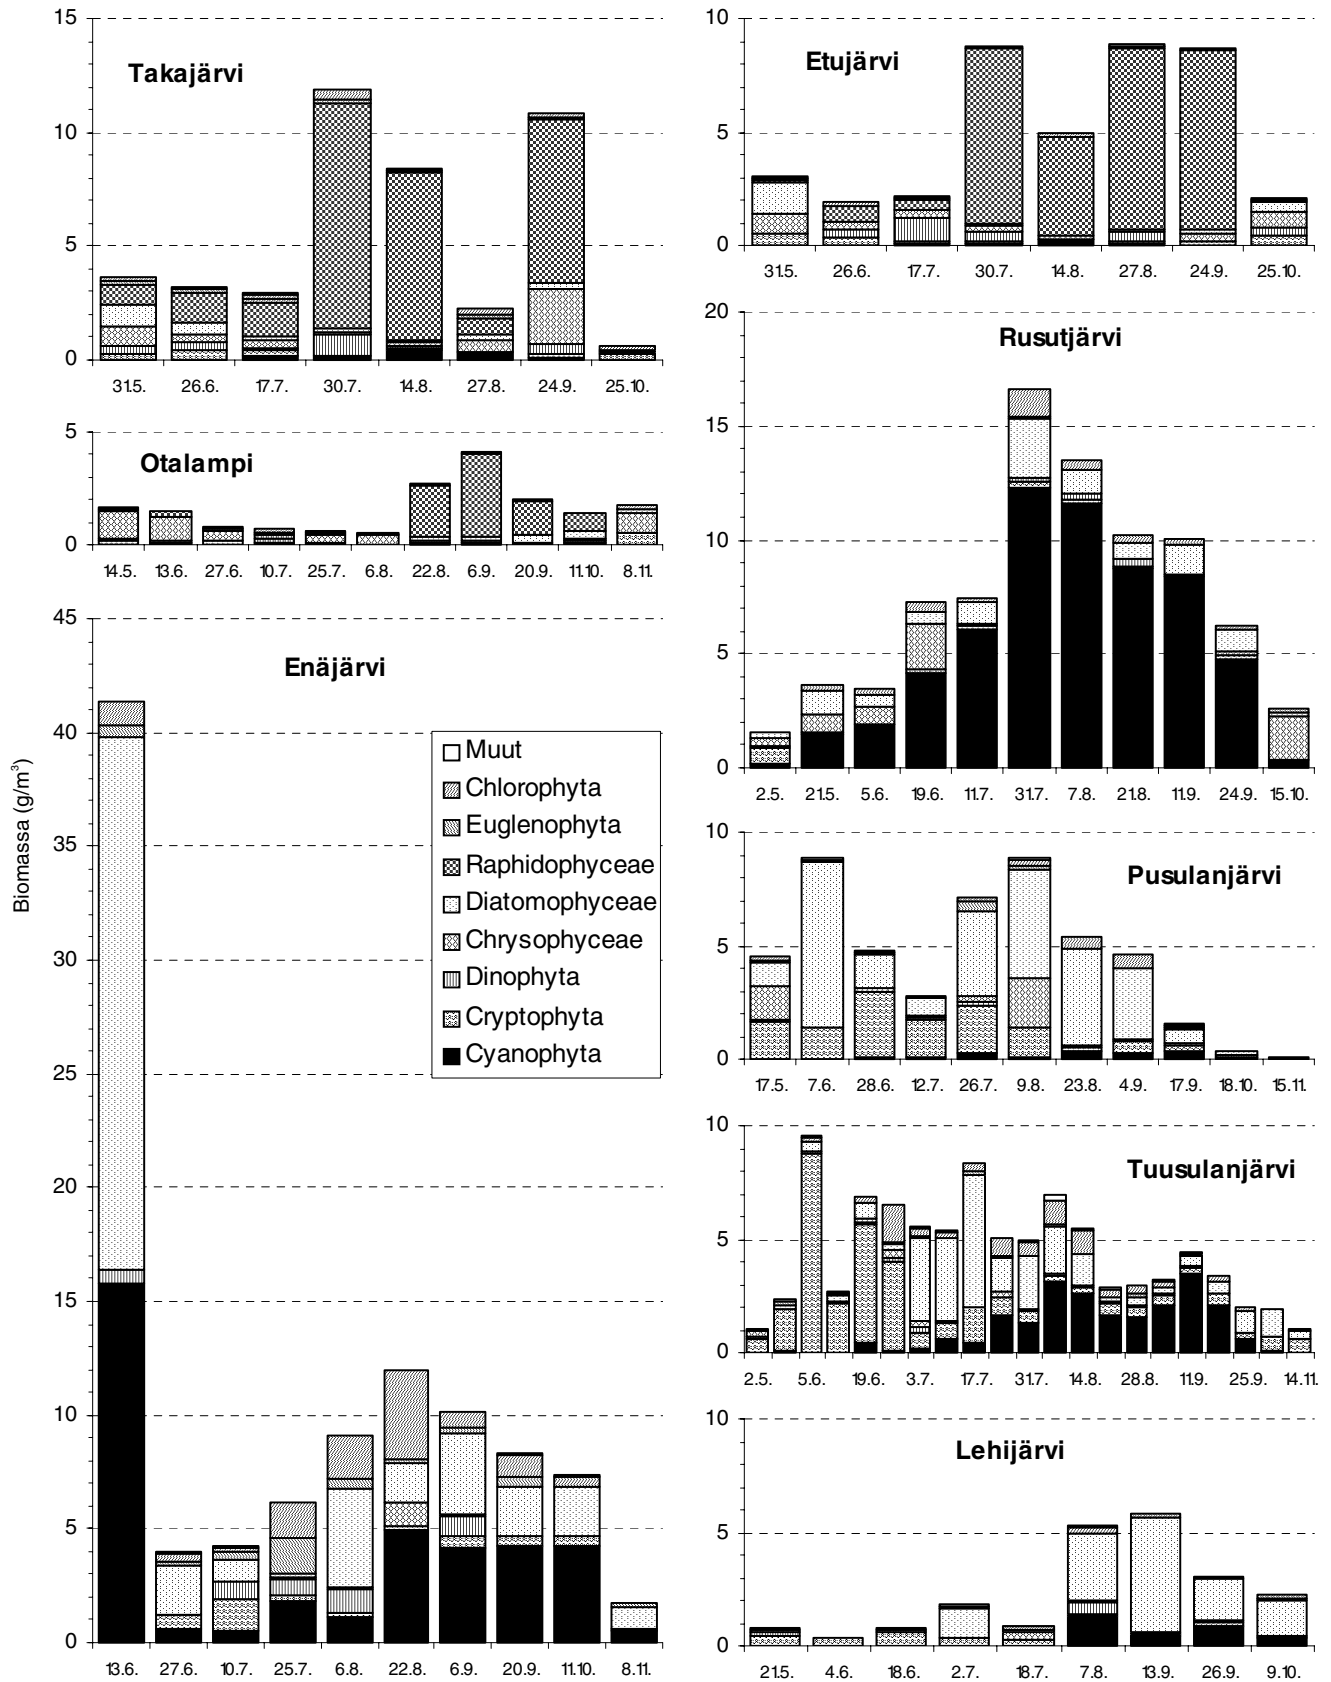 Takajärvi
15
10
5
0
31.5. 26.6. 17.7. 30.7. 14.8. 27.8. 24.9. 25.10.
Otalampi
5
0
14.5. 13.6. 27.6. 10.7. 25.7. 6.8. 22.8. 6.9. 20.9. 11.10. 8.11.
Enäjärvi
Biomassa (g/m³)
45
40
35
30
25
20
15
10
5
0
13.6. 27.6. 10.7. 25.7. 6.8. 22.8. 6.9. 20.9. 11.10. 8.11.
Muut
Chlorophyta
Euglenophyta
Raphidophyceae
Diatomophyceae
Chrysophyceae
Dinophyta
Cryptophyta
Cyanophyta
Etujärvi
10
5
0
31.5. 26.6. 17.7. 30.7. 14.8. 27.8. 24.9. 25.10.
Rusutjärvi
20
15
10
5
0
2.5. 21.5. 5.6. 19.6. 11.7. 31.7. 7.8. 21.8. 11.9. 24.9. 15.10.
Pusulanjärvi
10
5
0
17.5. 7.6. 28.6. 12.7. 26.7. 9.8. 23.8. 4.9. 17.9. 18.10. 15.11.
Tuusulanjärvi
10
5
0
2.5. 5.6. 19.6. 3.7. 17.7. 31.7. 14.8. 28.8. 11.9. 25.9. 14.11.
Lehijärvi
10
5
0
21.5. 4.6. 18.6. 2.7. 18.7. 7.8. 13.9. 26.9. 9.10.